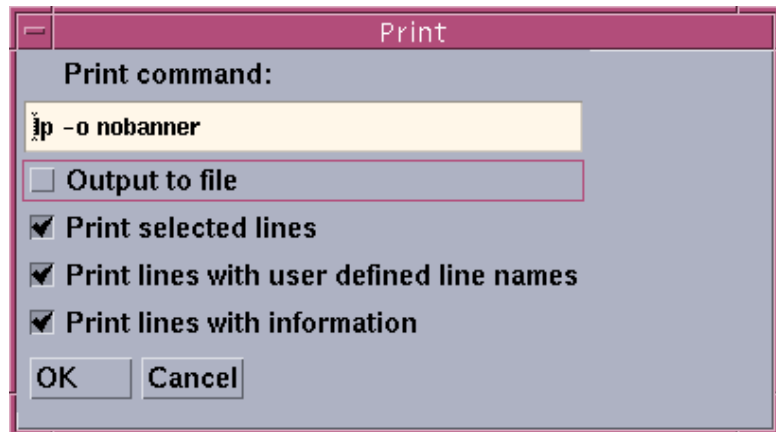 Print
Print command:
lp -o nobanner
Output to file
Print selected lines
Print lines with user defined line names
Print lines with information
OK
Cancel